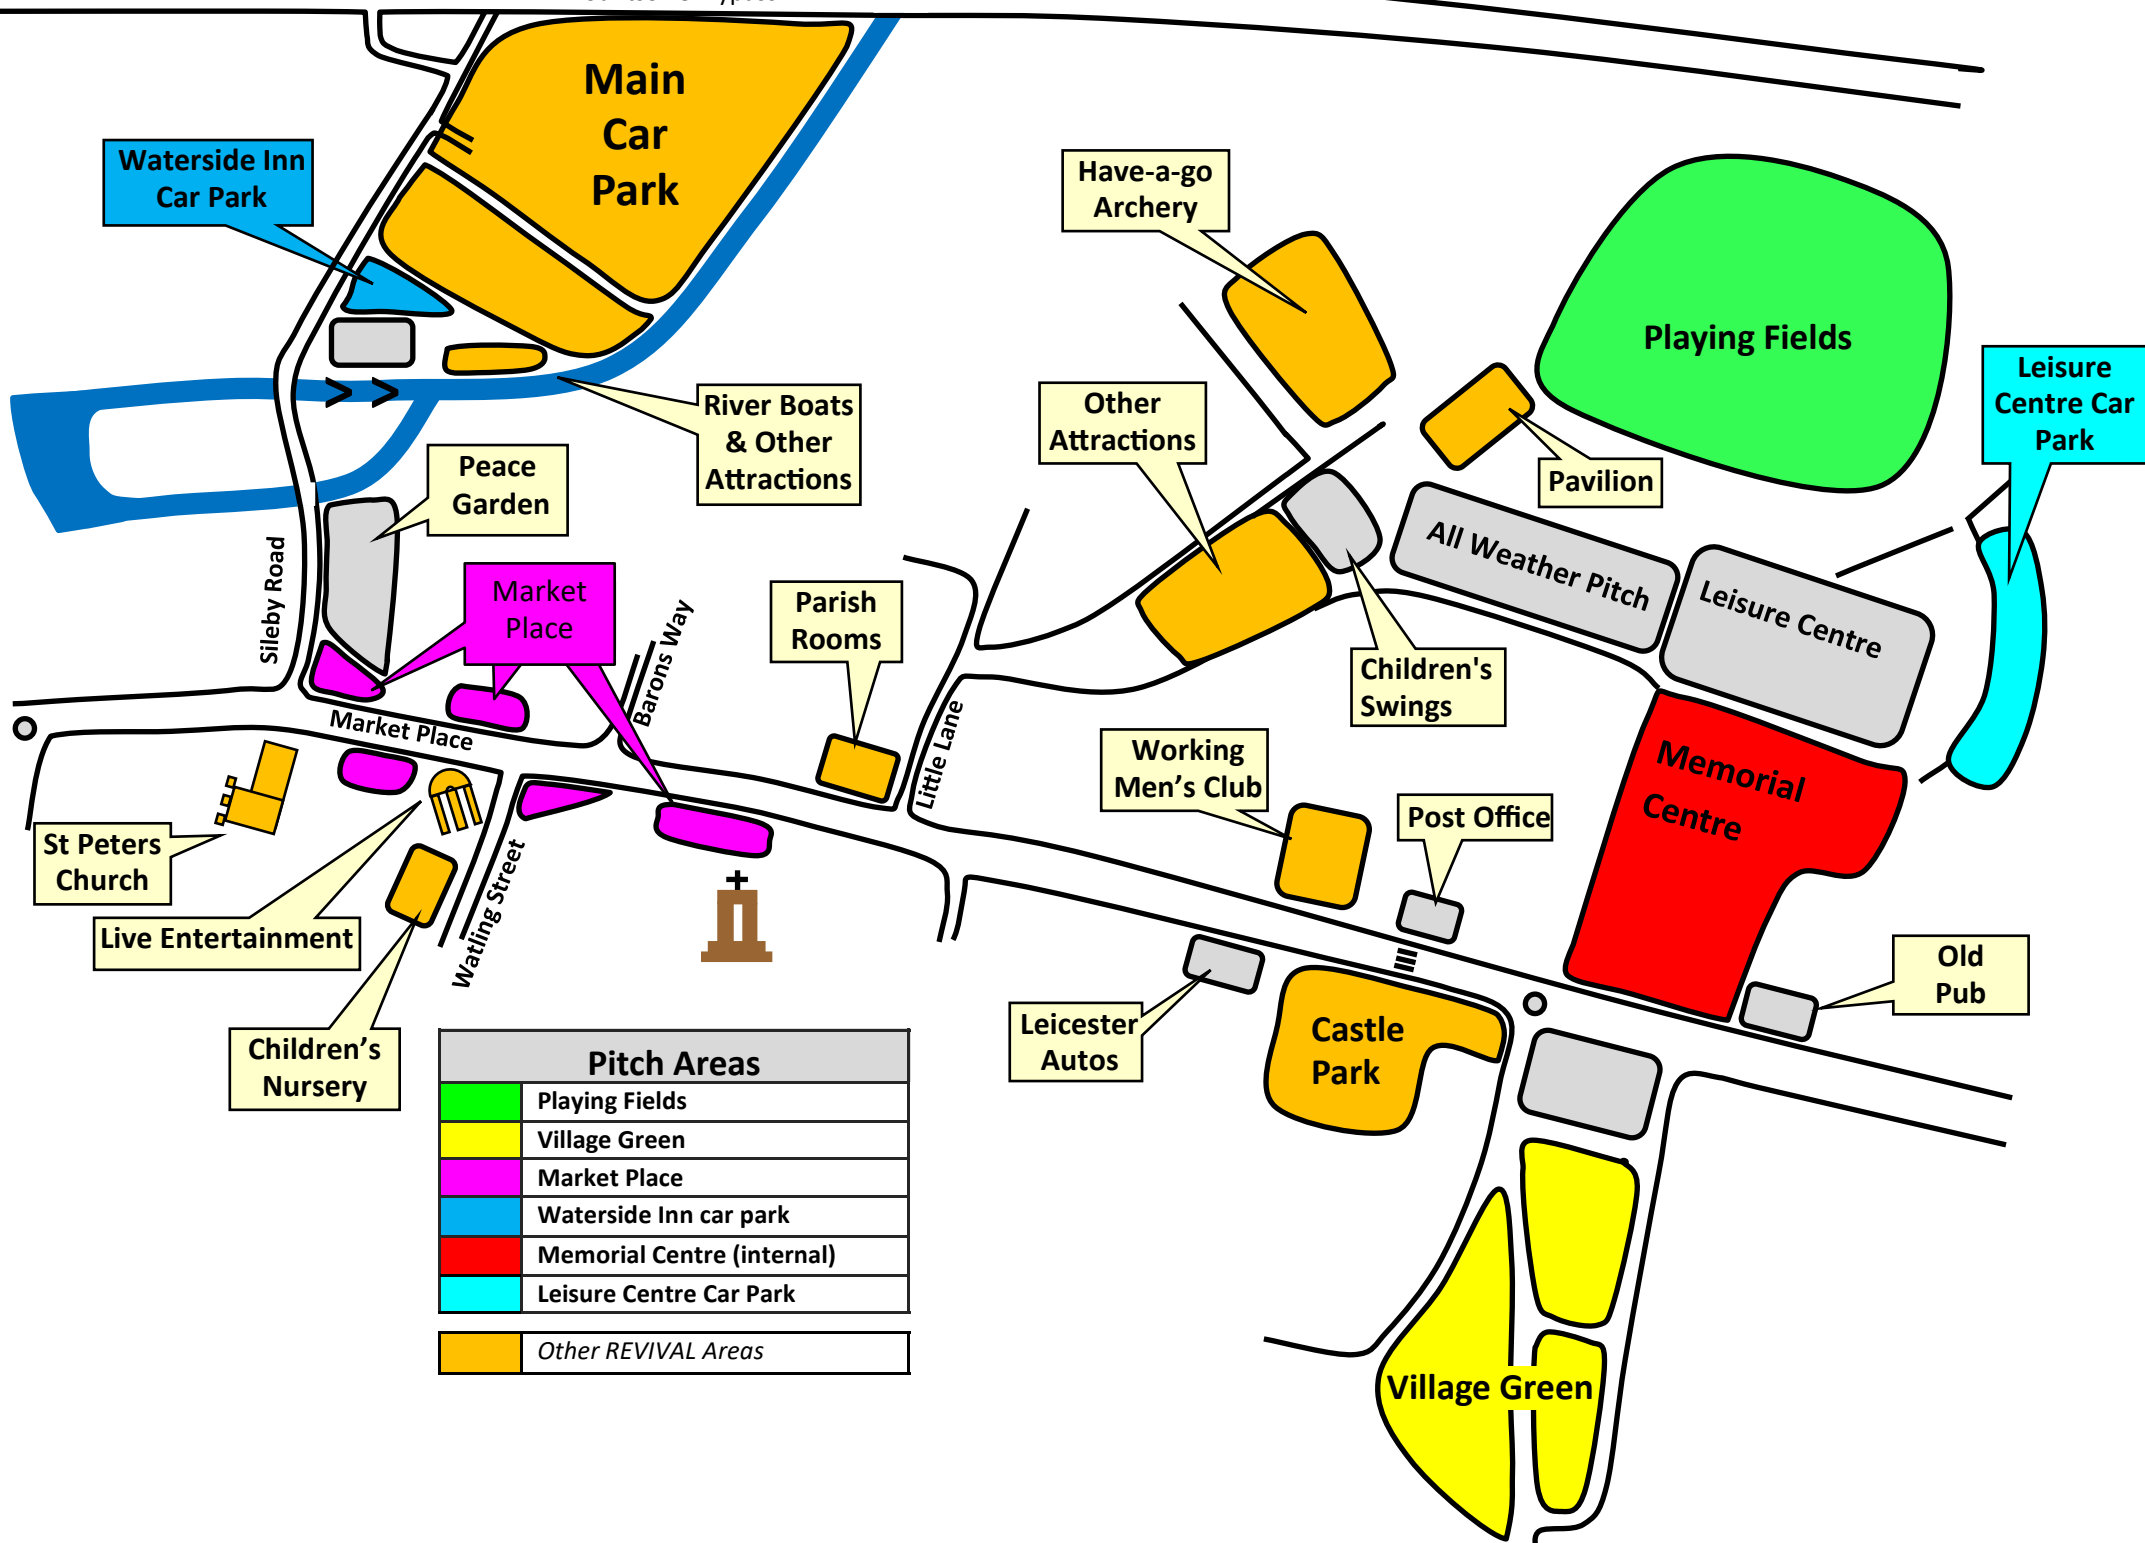 Main
Car
Park
Waterside Inn
Car Park
Have-a-go
Archery
Playing Fields
Leisure
Centre Car
Park
River Boats
& Other
Attractions
Other
Attractions
Pavilion
Peace
Garden
All Weather Pitch
Leisure Centre
Sileby Road
Market
Place
Barons Way
Parish
Rooms
Children's
Swings
Market Place
Little Lane
Working
Men's Club
Post Office
Memorial
Centre
St Peters
Church
Live Entertainment
Watling Street
Children's
Nursery
Leicester
Autos
Castle
Park
Old
Pub
Pitch Areas
Playing Fields
Village Green
Market Place
Waterside Inn car park
Memorial Centre (internal)
Leisure Centre Car Park
Other REVIVAL Areas
Village Green